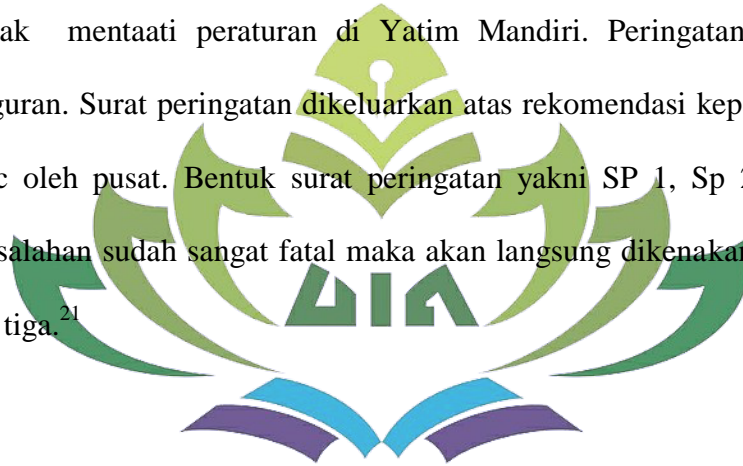 ak mentaati peraturan di Yatim Mandiri. Peringatan
guran. Surat peringatan dikeluarkan atas rekomendasi kep
c oleh pusat. Bentuk surat peringatan yakni SP 1, Sp 2
salahan sudah sangat fatal maka akan langsung dikenakan
tiga.21
UIN